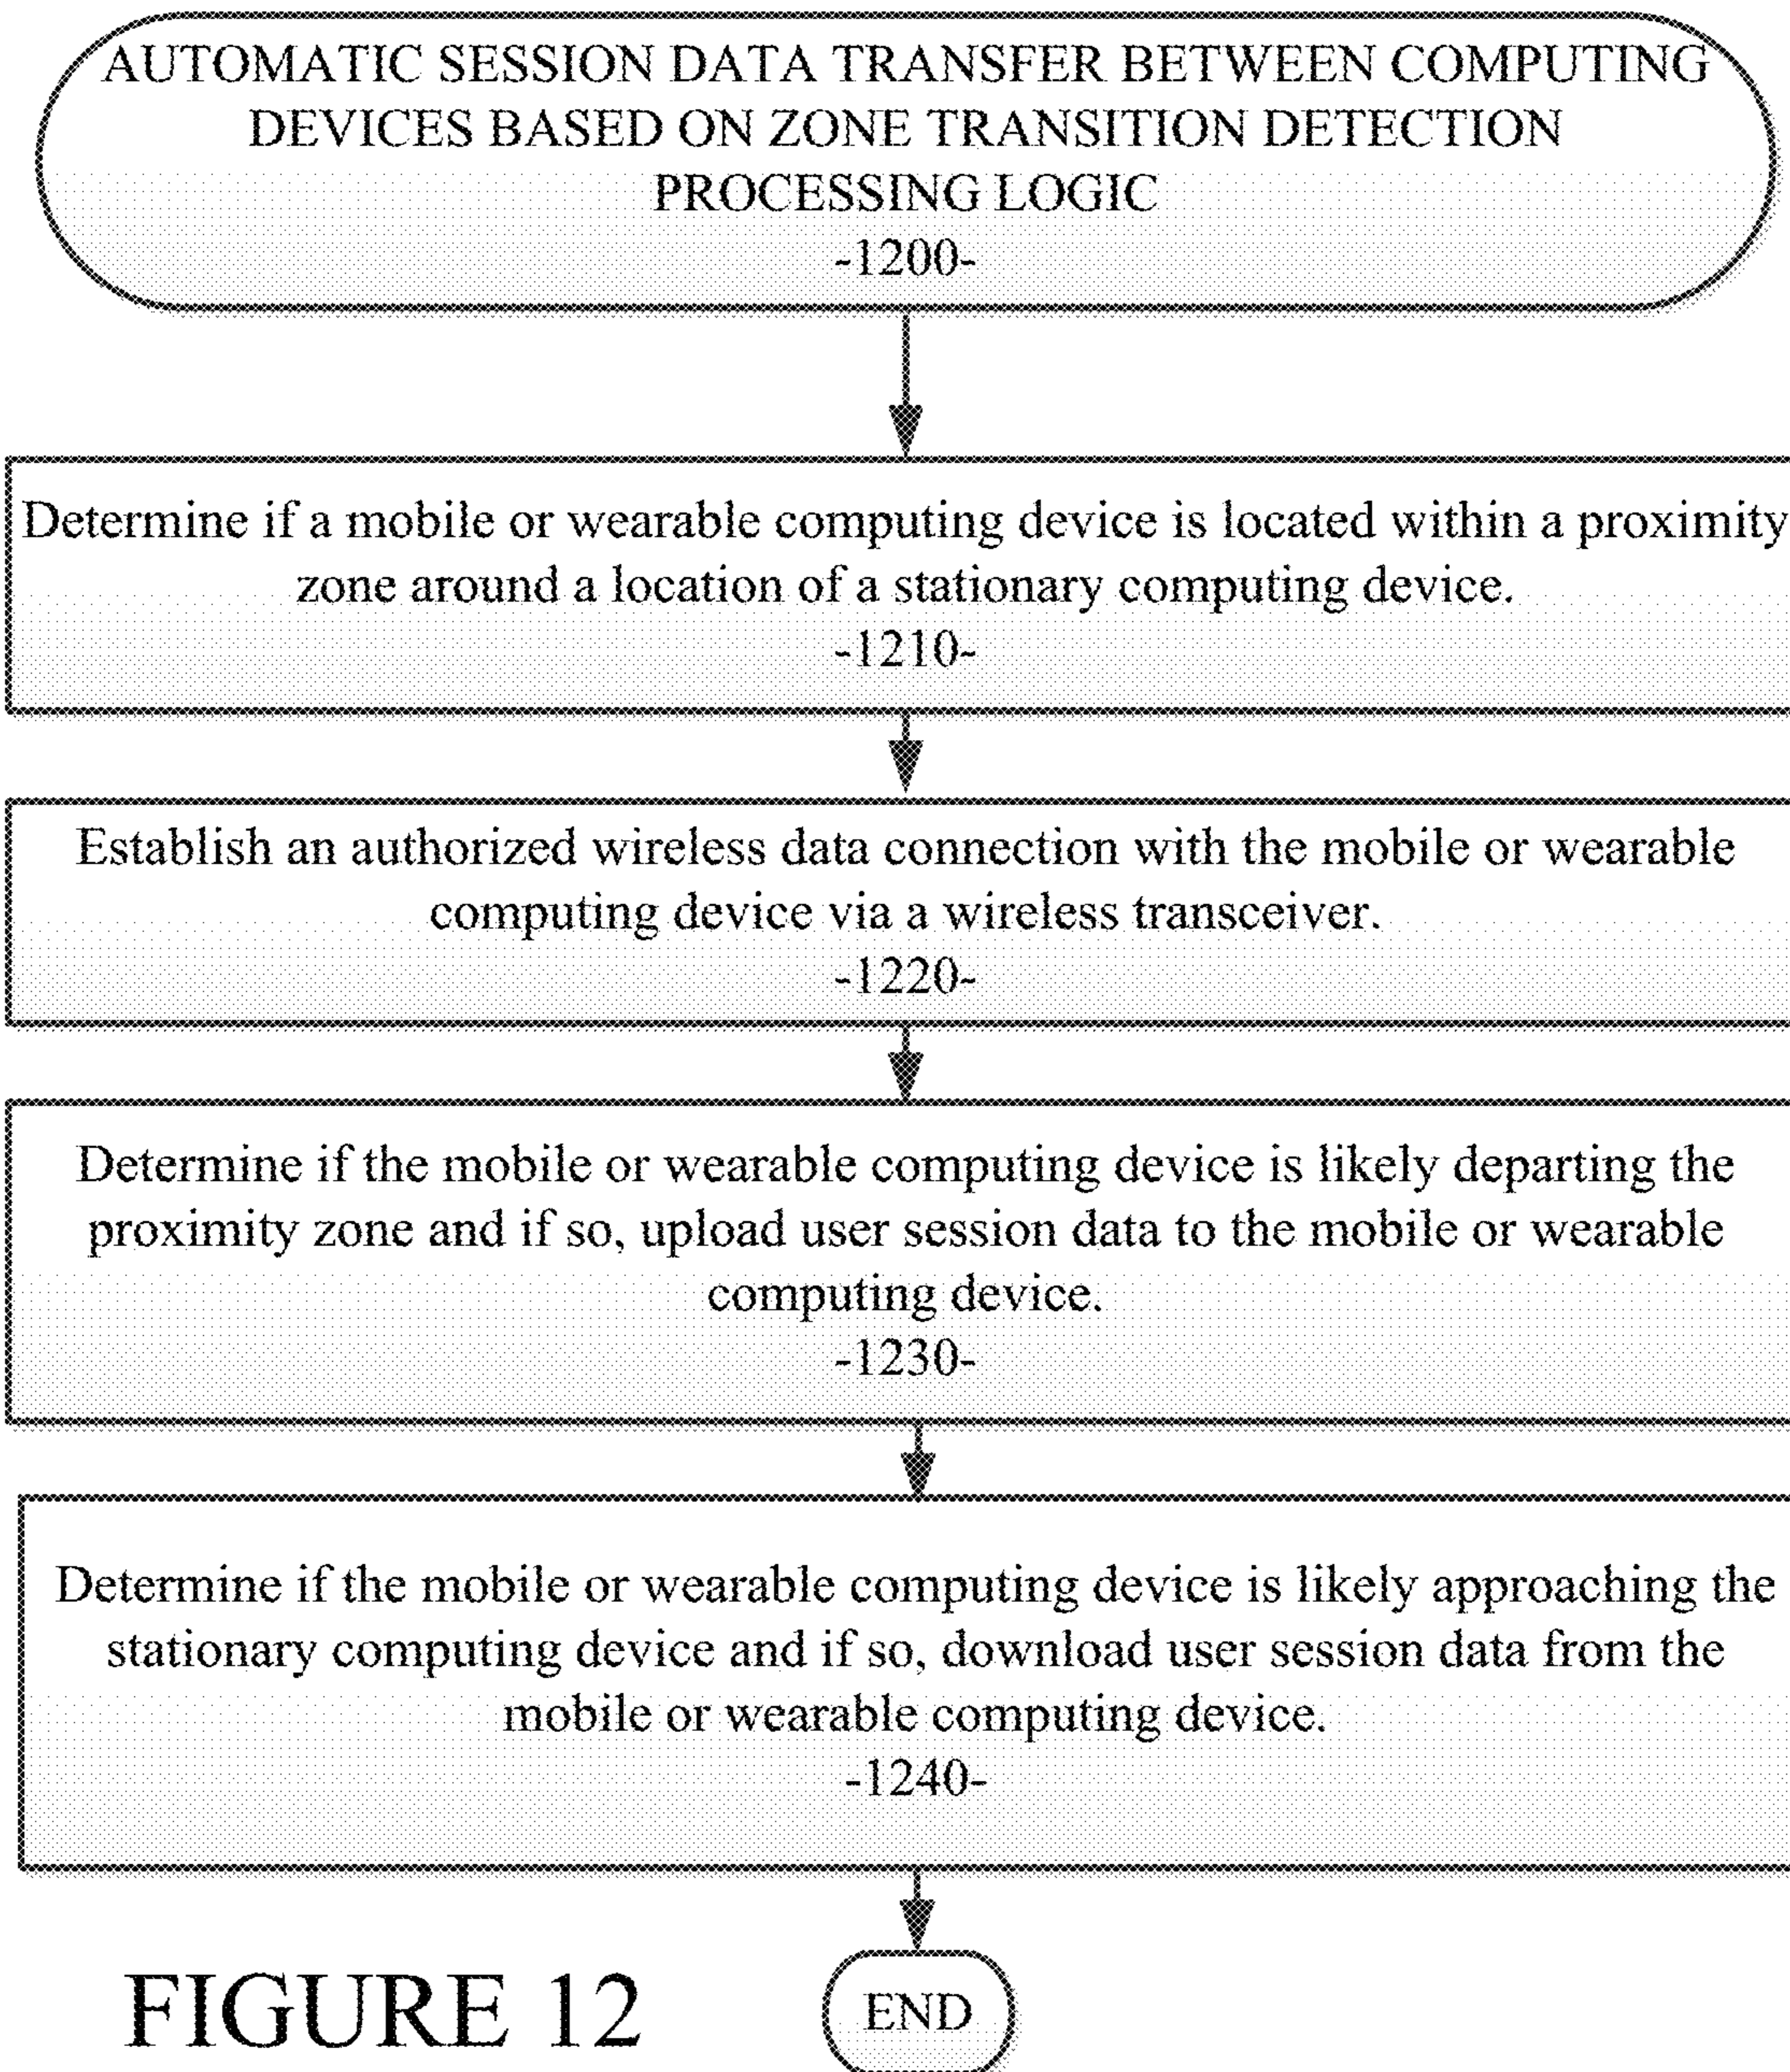 AUTOMATIC SESSION DATA TRANSFER BETWEEN COMPUTING
DEVICES BASED ON ZONE TRANSITION DETECTION
PROCESSING LOGIC
-1200-
Determine if a mobile or wearable computing device is located within a proximity
zone around a location of a stationary computing device.
-1210-
Establish an authorized wireless data connection with the mobile or wearable
computing device via a wireless transceiver.
-1220-
Determine if the mobile or wearable computing device is likely departing the
proximity zone and if so, upload user session data to the mobile or wearable
computing device.
-1230-
Determine if the mobile or wearable computing device is likely approaching the
stationary computing device and if so, download user session data from the
mobile or wearable computing device.
-1240-
END
FIGURE 12